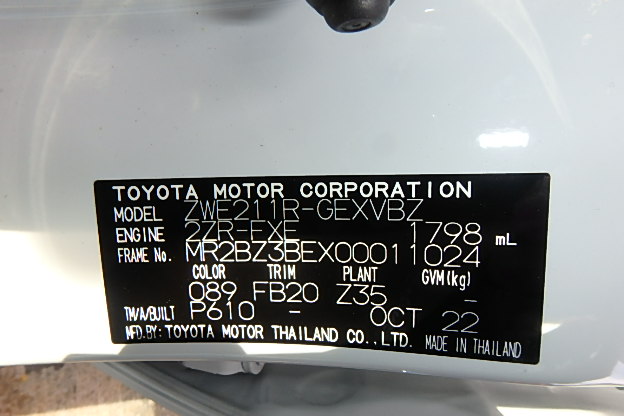 TOYOTA MOTOR CORPORATION
MODEL ZWE211R-GEXVBZ
ENGINE 2ZR-FXE 1798 mL
FRAME No. MR2BZ3BEX00011024
COLOR TRIM PLANT GVM(kg)
089 FB20 Z35 -
TM/A/BUILT P610 - OCT 22
MFD.BY: TOYOTA MOTOR THAILAND CO.,LTD. MADE IN THAILAND